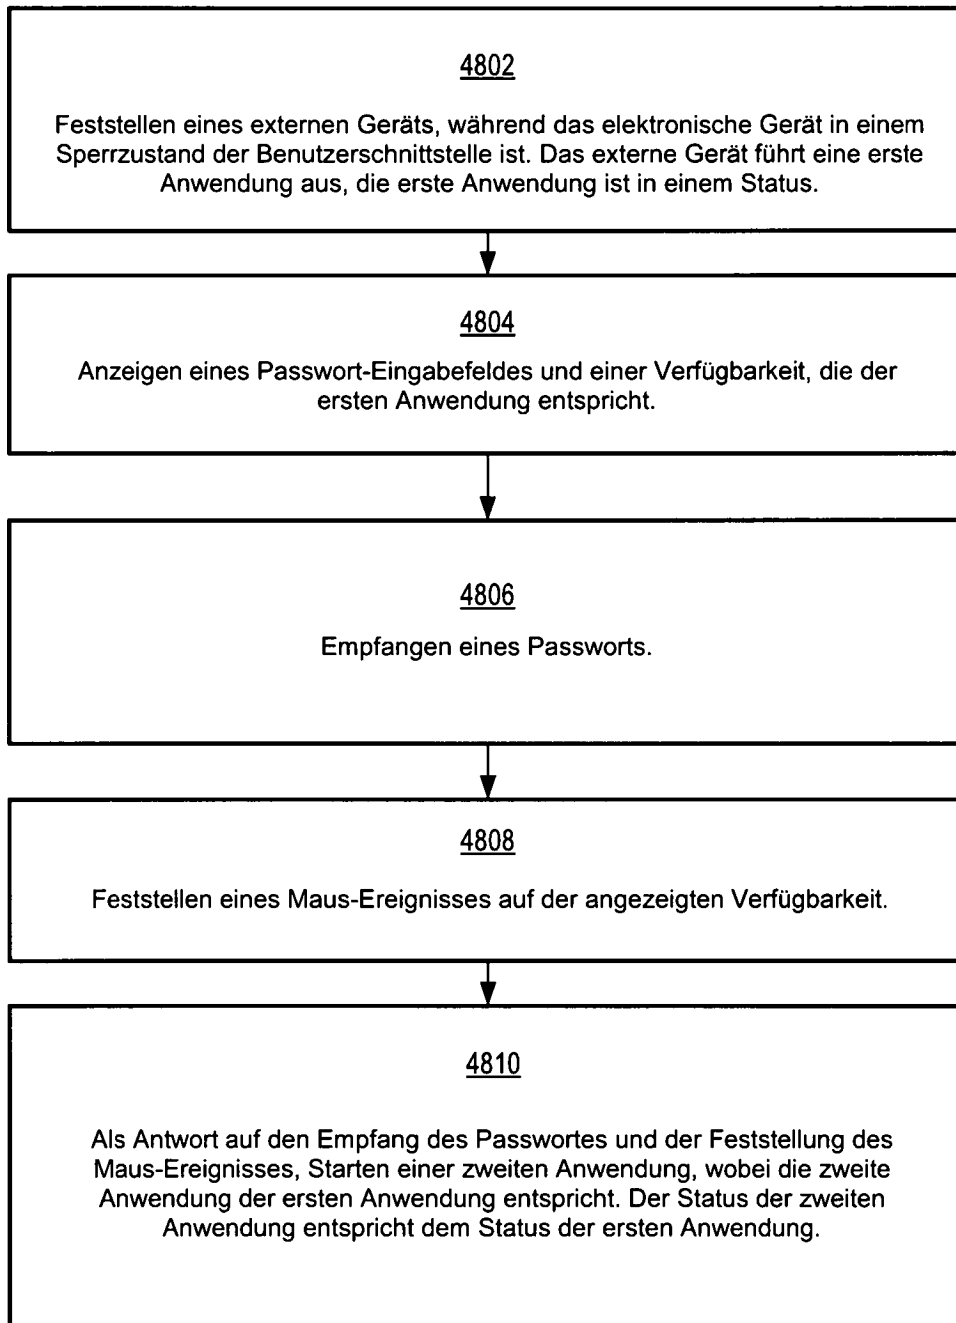 4802
Feststellen eines externen Geräts, während das elektronische Gerät in einem
Sperrzustand der Benutzerschnittstelle ist. Das externe Gerät führt eine erste
Anwendung aus, die erste Anwendung ist in einem Status.
4804
Anzeigen eines Passwort-Eingabefeldes und einer Verfügbarkeit, die der
ersten Anwendung entspricht.
4806
Empfangen eines Passworts.
4808
Feststellen eines Maus-Ereignisses auf der angezeigten Verfügbarkeit.
4810
Als Antwort auf den Empfang des Passwortes und der Feststellung des
Maus-Ereignisses, Starten einer zweiten Anwendung, wobei die zweite
Anwendung der ersten Anwendung entspricht. Der Status der zweiten
Anwendung entspricht dem Status der ersten Anwendung.